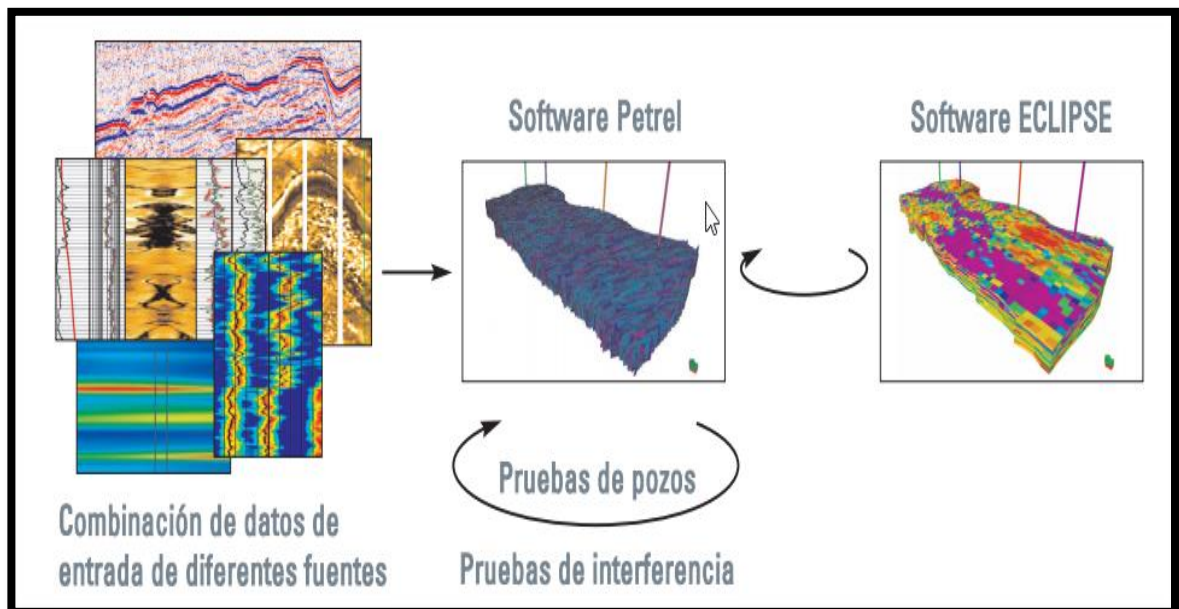 Software Petrel
Software ECLIPSE
Pruebas de pozos
Combinación de datos de
entrada de diferentes fuentes
Pruebas de interferencia